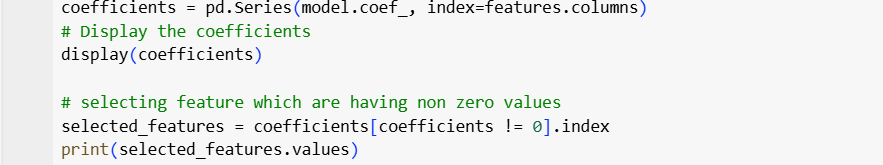 coefficients = pd.Series(model.coef_, index=features.columns)
# Display the coefficients
display(coefficients)
# selecting feature which are having non zero values
selected_features = coefficients[coefficients != 0].index
print(selected_features.values)